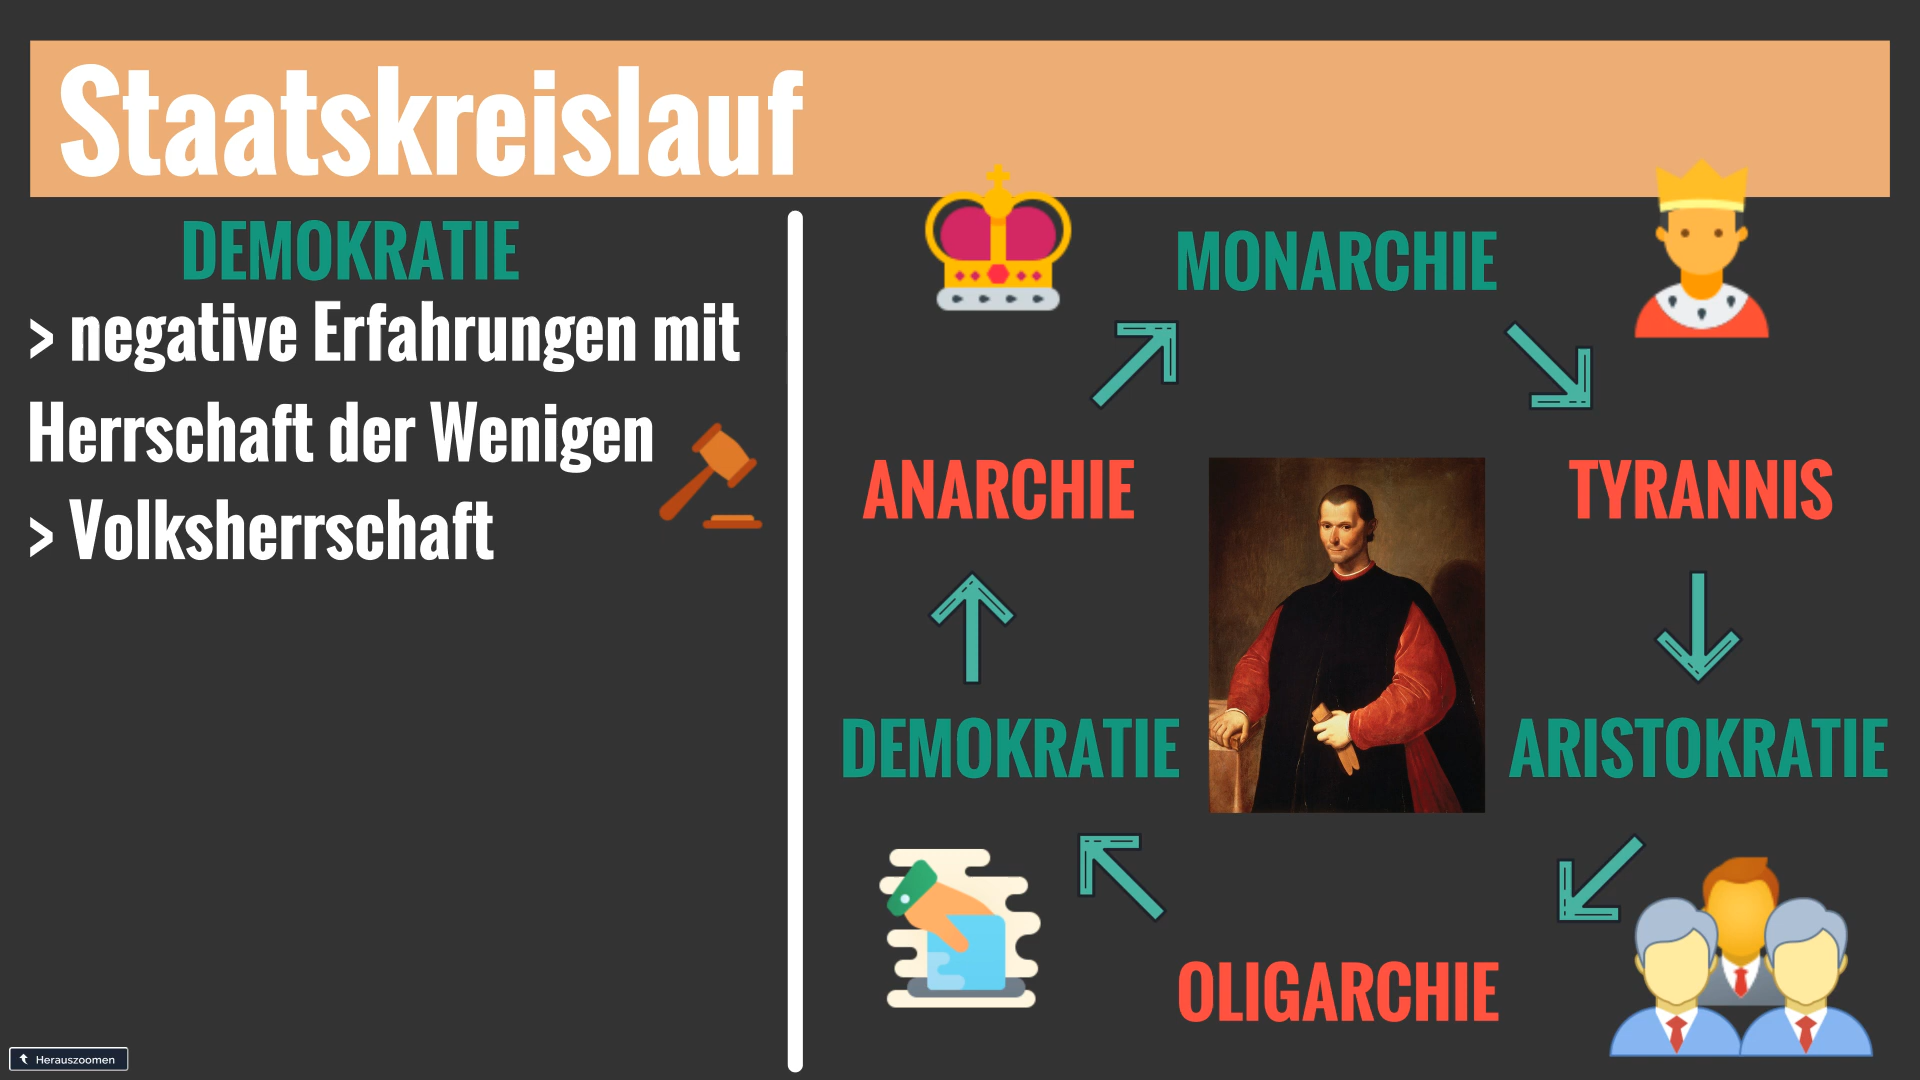 Staatskreislauf
DEMOKRATIE
> negative Erfahrungen mit
Herrschaft der Wenigen
> Volksherrschaft
MONARCHIE
ANARCHIE
TYRANNIS
DEMOKRATIE
ARISTOKRATIE
OLIGARCHIE
Herauszoomen